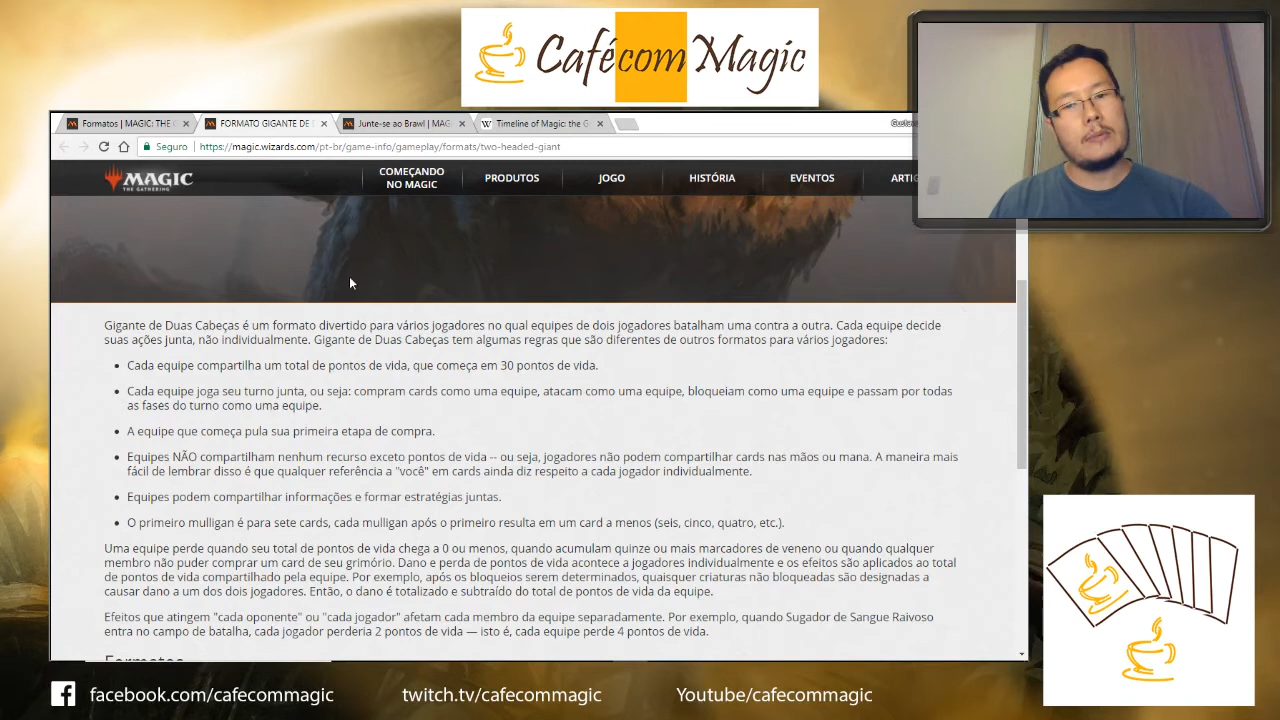 Café com Magic
Formatos | MAGIC: THE G
FORMATO GIGANTE DE
Junte-se ao Brawl | MAG
Timeline of Magic: the G
Seguro
https://magic.wizards.com/pt-br/game-info/gameplay/formats/two-headed-giant
MAGIC
THE GATHERING
COMEÇANDO
NO MAGIC
PRODUTOS
JOGO
HISTÓRIA
EVENTOS
ARTIG
Gigante de Duas Cabeças é um formato divertido para vários jogadores no qual equipes de dois jogadores batalham uma contra a outra. Cada equipe decide
suas ações junta, não individualmente. Gigante de Duas Cabeças tem algumas regras que são diferentes de outros formatos para vários jogadores:
• Cada equipe compartilha um total de pontos de vida, que começa em 30 pontos de vida.
• Cada equipe joga seu turno junta, ou seja: compram cards como uma equipe, atacam como uma equipe, bloqueiam como uma equipe e passam por todas
as fases do turno como uma equipe.
• A equipe que começa pula sua primeira etapa de compra.
• Equipes NÃO compartilham nenhum recurso exceto pontos de vida -- ou seja, jogadores não podem compartilhar cards nas mãos ou mana. A maneira mais
fácil de lembrar disso é que qualquer referência a "você" em cards ainda diz respeito a cada jogador individualmente.
• Equipes podem compartilhar informações e formar estratégias juntas.
• O primeiro mulligan é para sete cards, cada mulligan após o primeiro resulta em um card a menos (seis, cinco, quatro, etc.).
Uma equipe perde quando seu total de pontos de vida chega a 0 ou menos, quando acumulam quinze ou mais marcadores de veneno ou quando qualquer
membro não puder comprar um card de seu grimório. Dano e perda de pontos de vida acontece a jogadores individualmente e os efeitos são aplicados ao total
de pontos de vida compartilhado pela equipe. Por exemplo, após os bloqueios serem determinados, quaisquer criaturas não bloqueadas são designadas a
causar dano a um dos dois jogadores. Então, o dano é totalizado e subtraído do total de pontos de vida da equipe.
Efeitos que atingem "cada oponente" ou "cada jogador" afetam cada membro da equipe separadamente. Por exemplo, quando Sugador de Sangue Raivoso
entra no campo de batalha, cada jogador perderia 2 pontos de vida — isto é, cada equipe perde 4 pontos de vida.
Formatos
facebook.com/cafecommagic
twitch.tv/cafecommagic
Youtube/cafecommagic